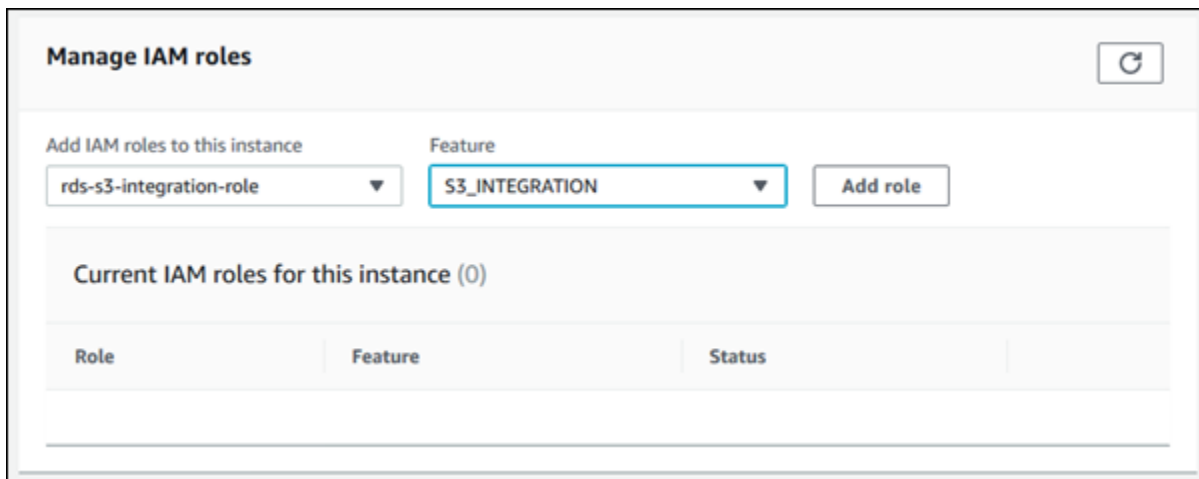 Manage IAM roles
Add IAM roles to this instance Feature
rds-s3-integration-role S3_INTEGRATION Add role
Current IAM roles for this instance (0)
Role Feature Status